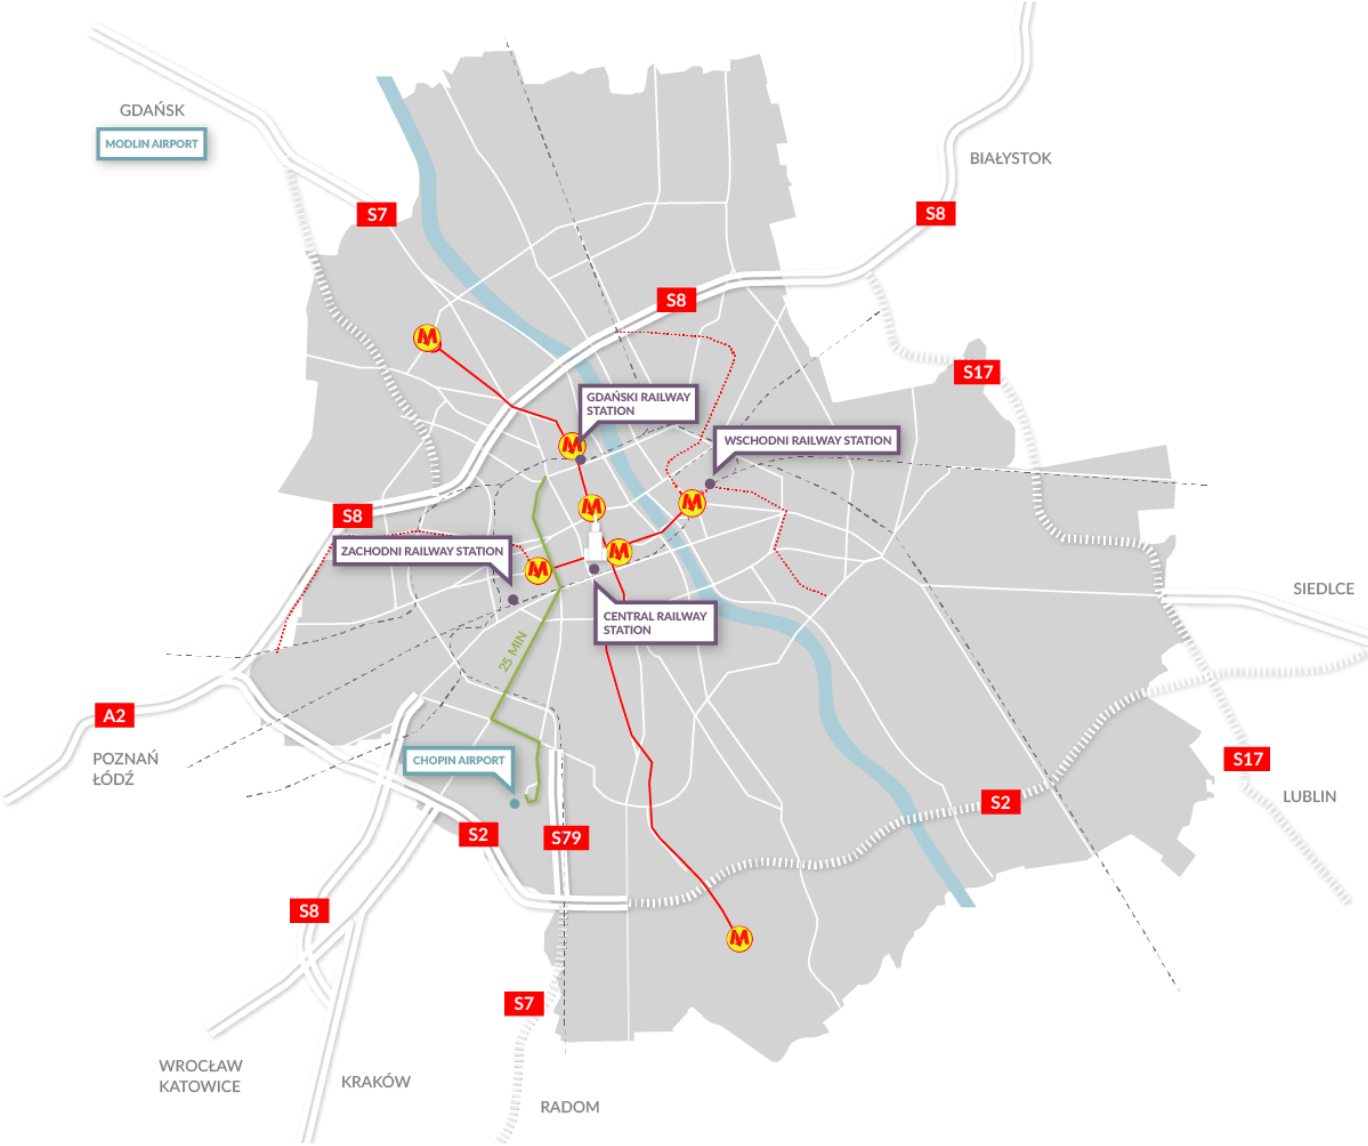 GDAŃSK
MODLIN AIRPORT
BIAŁYSTOK
S7
S8
S8
M
S17
GDAŃSKI RAILWAY
STATION
WSCHODNI RAILWAY STATION
M
M
M
S8
ZACHODNI RAILWAY STATION
M
M
CENTRAL RAILWAY
STATION
SIEDLCE
25 MIN
A2
POZNAŃ
ŁÓDŹ
CHOPIN AIRPORT
S17
LUBLIN
S2
S2
S79
S8
M
S7
WROCŁAW
KATOWICE
KRAKÓW
RADOM